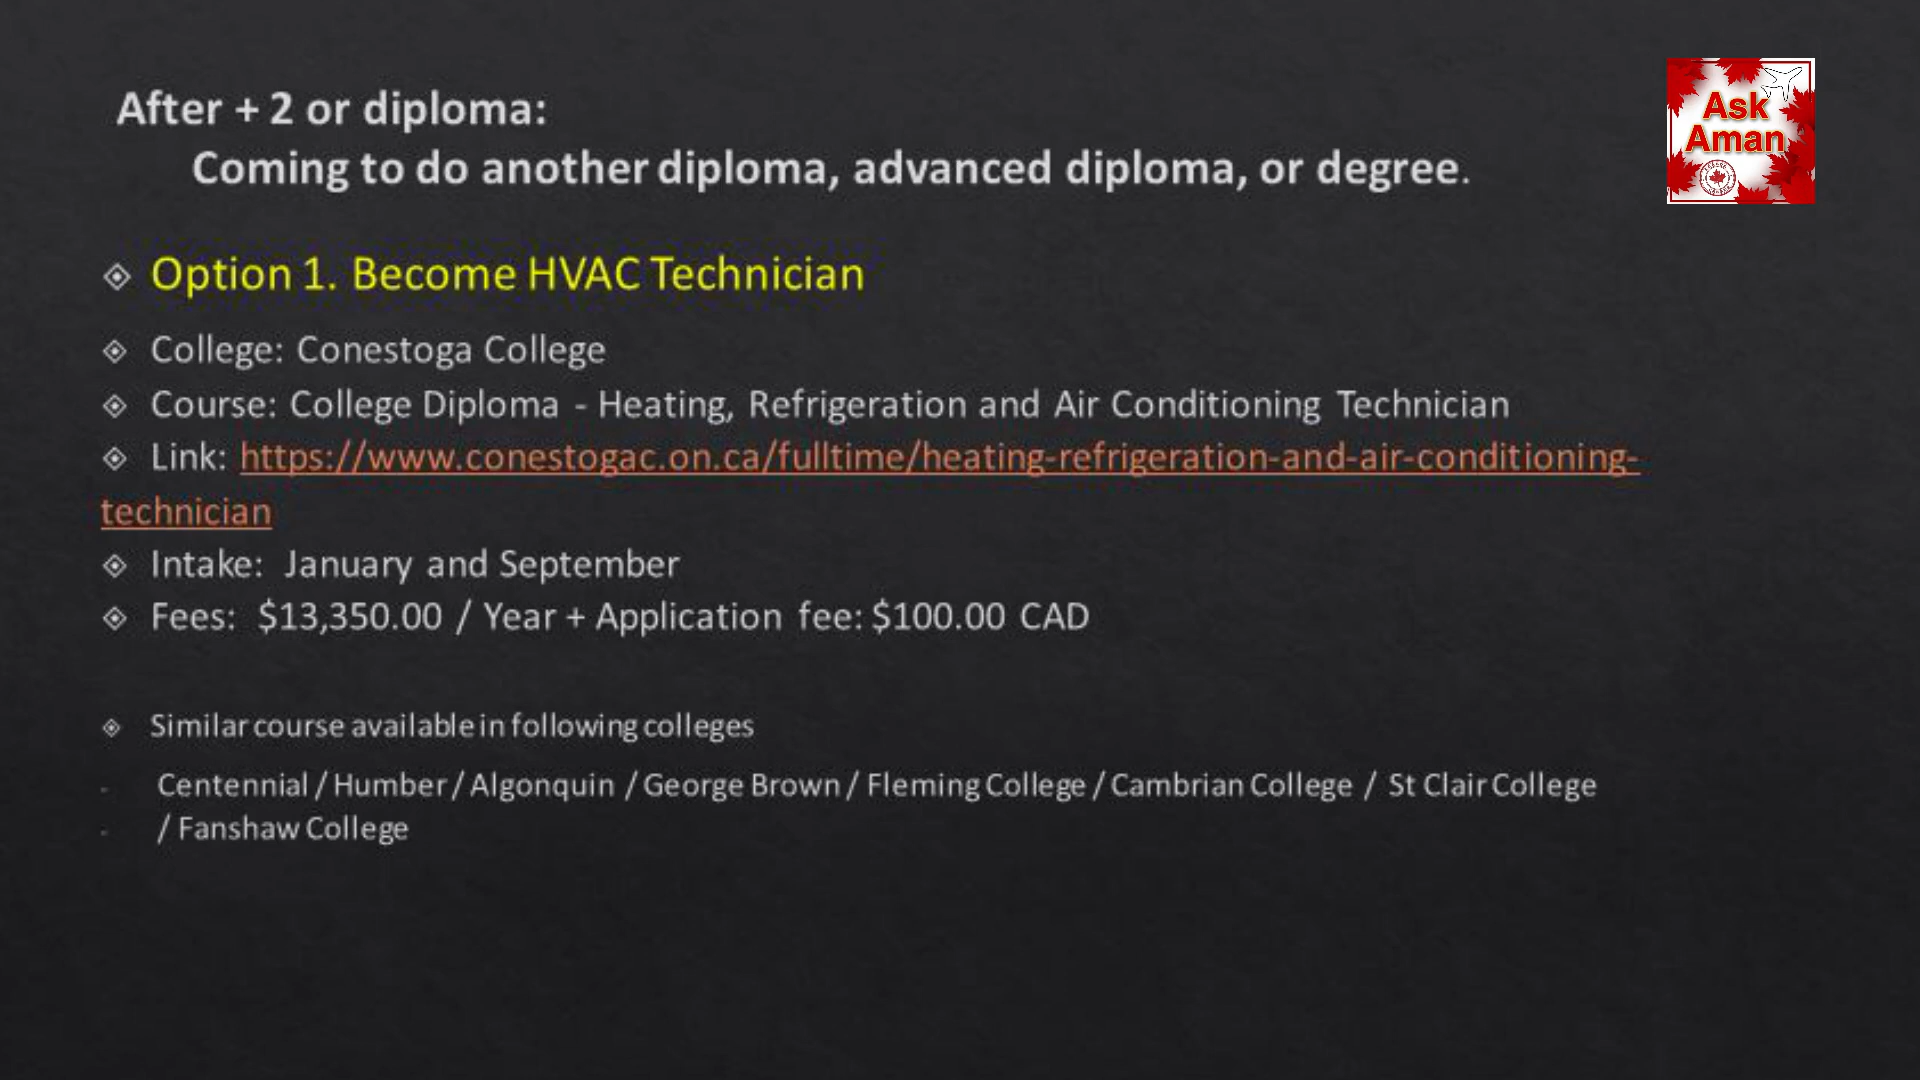 After + 2 or diploma:
Coming to do another diploma, advanced diploma, or degree.
Ask
Aman
Option 1. Become HVAC Technician
College: Conestoga College
Course: College Diploma - Heating, Refrigeration and Air Conditioning Technician
Link: https://www.conestogac.on.ca/fulltime/heating-refrigeration-and-air-conditioning-
technician
Intake: January and September
Fees: $13,350.00 / Year + Application fee: $100.00 CAD
Similar course available in following colleges
- Centennial / Humber / Algonquin / George Brown / Fleming College / Cambrian College / St Clair College
- / Fanshaw College